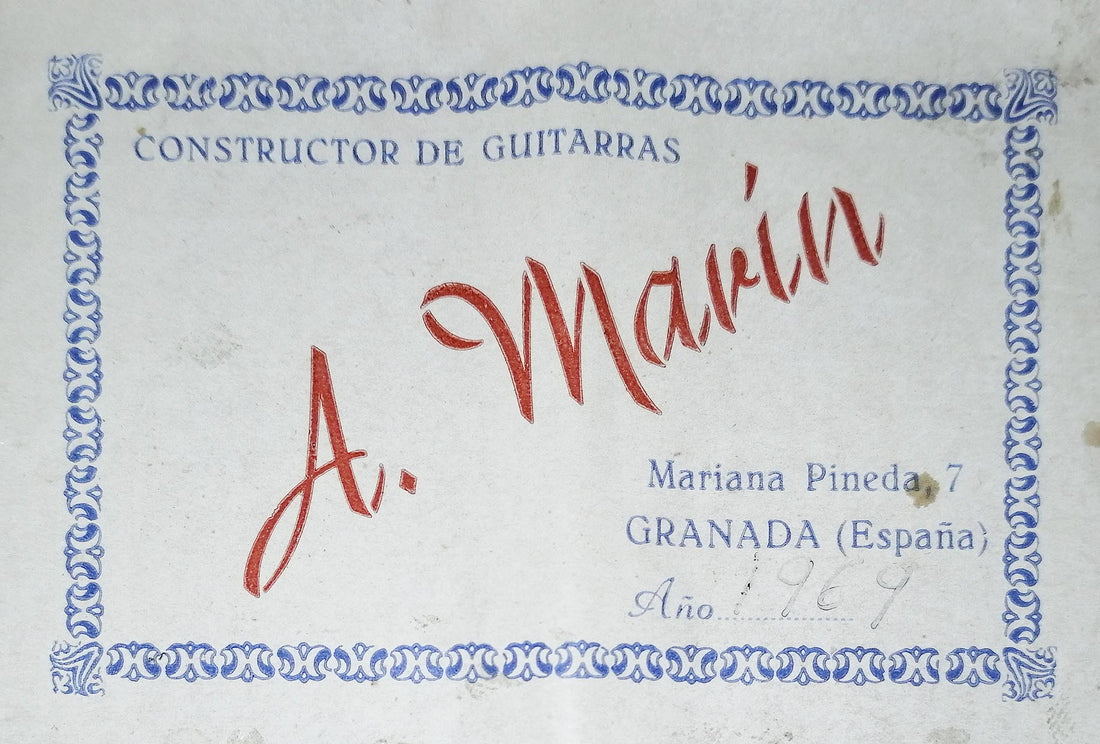 CONSTRUCTOR DE GUITARRAS
A. Marín
Mariana Pineda, 7
GRANADA (España)
Año 1969